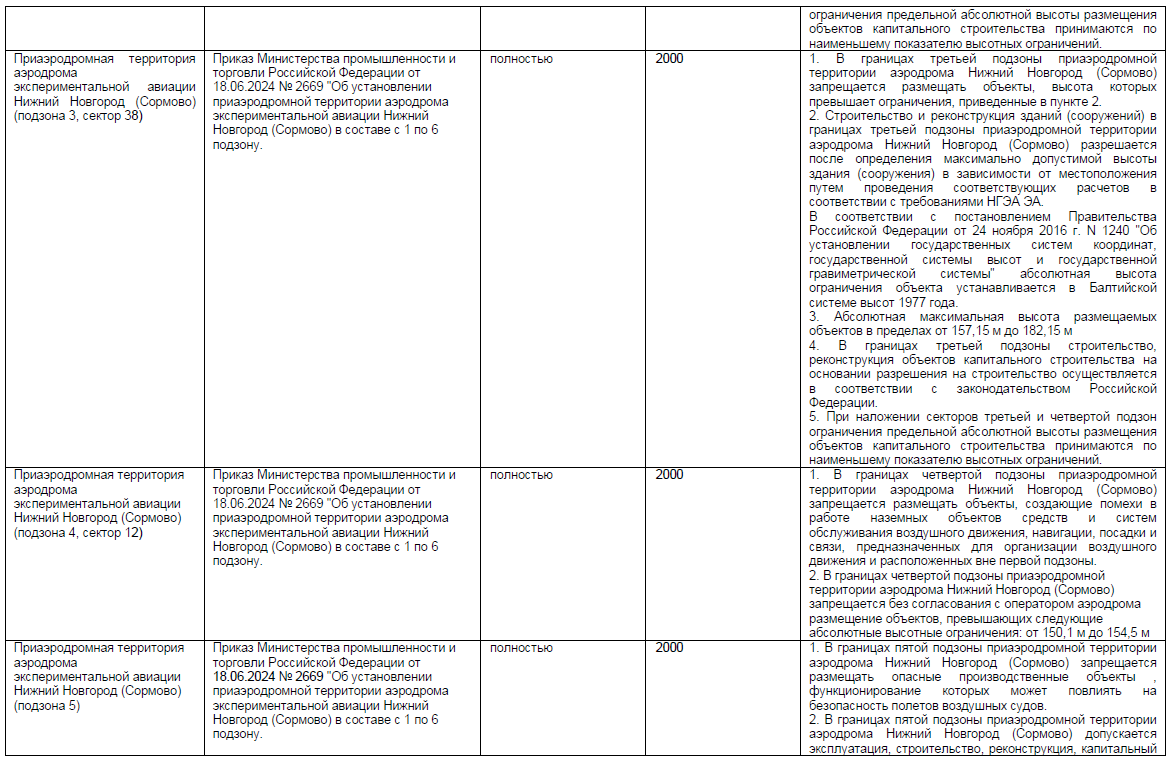 ограничения предельной абсолютной высоты размещения
объектов капитального строительства принимаются по
наименьшему показателю высотных ограничений.
Приаэродромная территория
аэродрома
экспериментальной авиации
Нижний Новгород (Сормово)
(подзона 3, сектор 38)
Приказ Министерства промышленности и
торговли Российской Федерации от
18.06.2024 № 2669 "Об установлении
приаэродромной территории аэродрома
экспериментальной авиации Нижний
Новгород (Сормово) в составе с 1 по 6
подзону.
полностью
2000
1. В границах третьей подзоны приаэродромной
территории аэродрома Нижний Новгород (Сормово)
запрещается размещать объекты, высота которых
превышает ограничения, приведенные в пункте 2.
2. Строительство и реконструкция зданий (сооружений) в
границах третьей подзоны приаэродромной территории
аэродрома Нижний Новгород (Сормово) разрешается
после определения максимально допустимой высоты
здания (сооружения) в зависимости от местоположения
путем проведения соответствующих расчетов в
соответствии с требованиями НГЭА ЭА.
В соответствии с постановлением Правительства
Российской Федерации от 24 ноября 2016 г. N 1240 "Об
установлении государственных систем координат,
государственной системы высот и государственной
гравиметрической системы" абсолютная высота
ограничения объекта устанавливается в Балтийской
системе высот 1977 года.
3. Абсолютная максимальная высота размещаемых
объектов в пределах от 157,15 м до 182,15 м
4. В границах третьей подзоны строительство,
реконструкция объектов капитального строительства на
основании разрешения на строительство осуществляется
в соответствии с законодательством Российской
Федерации.
5. При наложении секторов третьей и четвертой подзон
ограничения предельной абсолютной высоты размещения
объектов капитального строительства принимаются по
наименьшему показателю высотных ограничений.
Приаэродромная территория
аэродрома
экспериментальной авиации
Нижний Новгород (Сормово)
(подзона 4, сектор 12)
Приказ Министерства промышленности и
торговли Российской Федерации от
18.06.2024 № 2669 "Об установлении
приаэродромной территории аэродрома
экспериментальной авиации Нижний
Новгород (Сормово) в составе с 1 по 6
подзону.
полностью
2000
1. В границах четвертой подзоны приаэродромной
территории аэродрома Нижний Новгород (Сормово)
запрещается размещать объекты, создающие помехи в
работе наземных объектов средств и систем
обслуживания воздушного движения, навигации, посадки и
связи, предназначенных для организации воздушного
движения и расположенных вне первой подзоны.
2. В границах четвертой подзоны приаэродромной
территории аэродрома Нижний Новгород (Сормово)
запрещается без согласования с оператором аэродрома
размещение объектов, превышающих следующие
абсолютные высотные ограничения: от 150,1 м до 154,5 м
Приаэродромная территория
аэродрома
экспериментальной авиации
Нижний Новгород (Сормово)
(подзона 5)
Приказ Министерства промышленности и
торговли Российской Федерации от
18.06.2024 № 2669 "Об установлении
приаэродромной территории аэродрома
экспериментальной авиации Нижний
Новгород (Сормово) в составе с 1 по 6
подзону.
полностью
2000
1. В границах пятой подзоны приаэродромной территории
аэродрома Нижний Новгород (Сормово) запрещается
размещать опасные производственные объекты ,
функционирование которых может повлиять на
безопасность полетов воздушных судов.
2. В границах пятой подзоны приаэродромной территории
аэродрома Нижний Новгород (Сормово) допускается
эксплуатация, строительство, реконструкция, капитальный